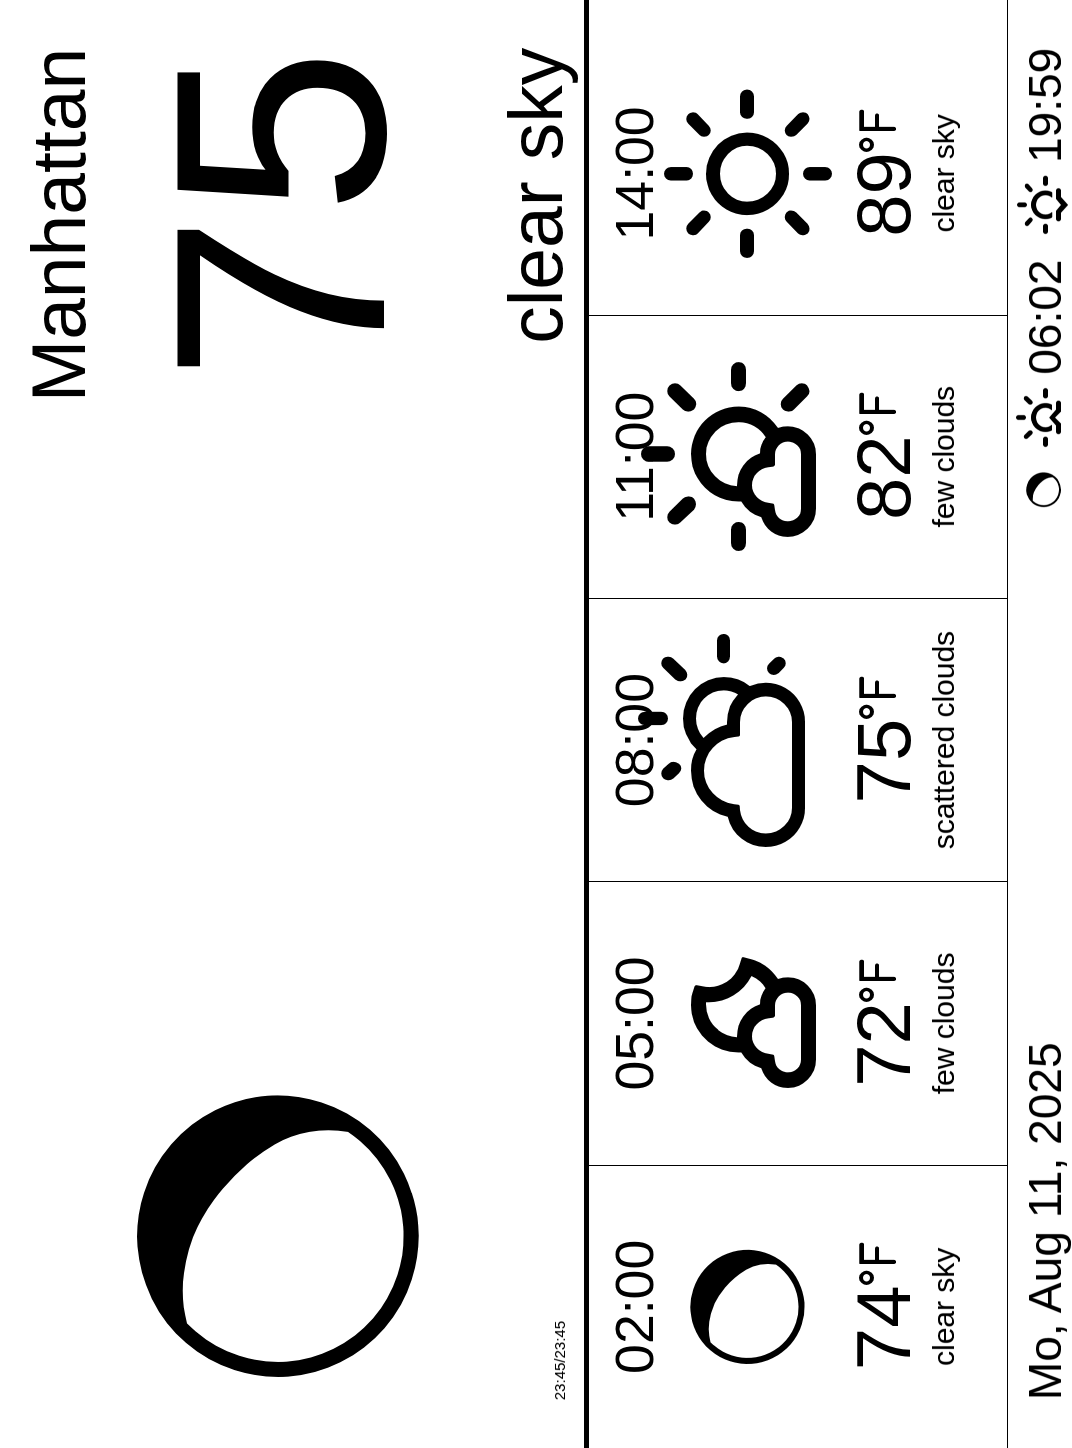 Manhattan
75
clear sky
23:45/23:45
02:00
74°F
clear sky
05:00
72°F
few clouds
08:00
75°F
scattered clouds
11:00
82°F
few clouds
14:00
89°F
clear sky
Mo, Aug 11, 2025
06:02
19:59